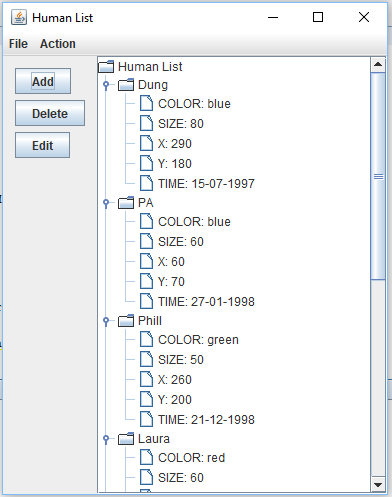 Human List
File Action
Add
Delete
Edit
Human List
Dung
COLOR: blue
SIZE: 80
X: 290
Y: 180
TIME: 15-07-1997
PA
COLOR: blue
SIZE: 60
X: 60
Y: 70
TIME: 27-01-1998
Phill
COLOR: green
SIZE: 50
X: 260
Y: 200
TIME: 21-12-1998
Laura
COLOR: red
SIZE: 60